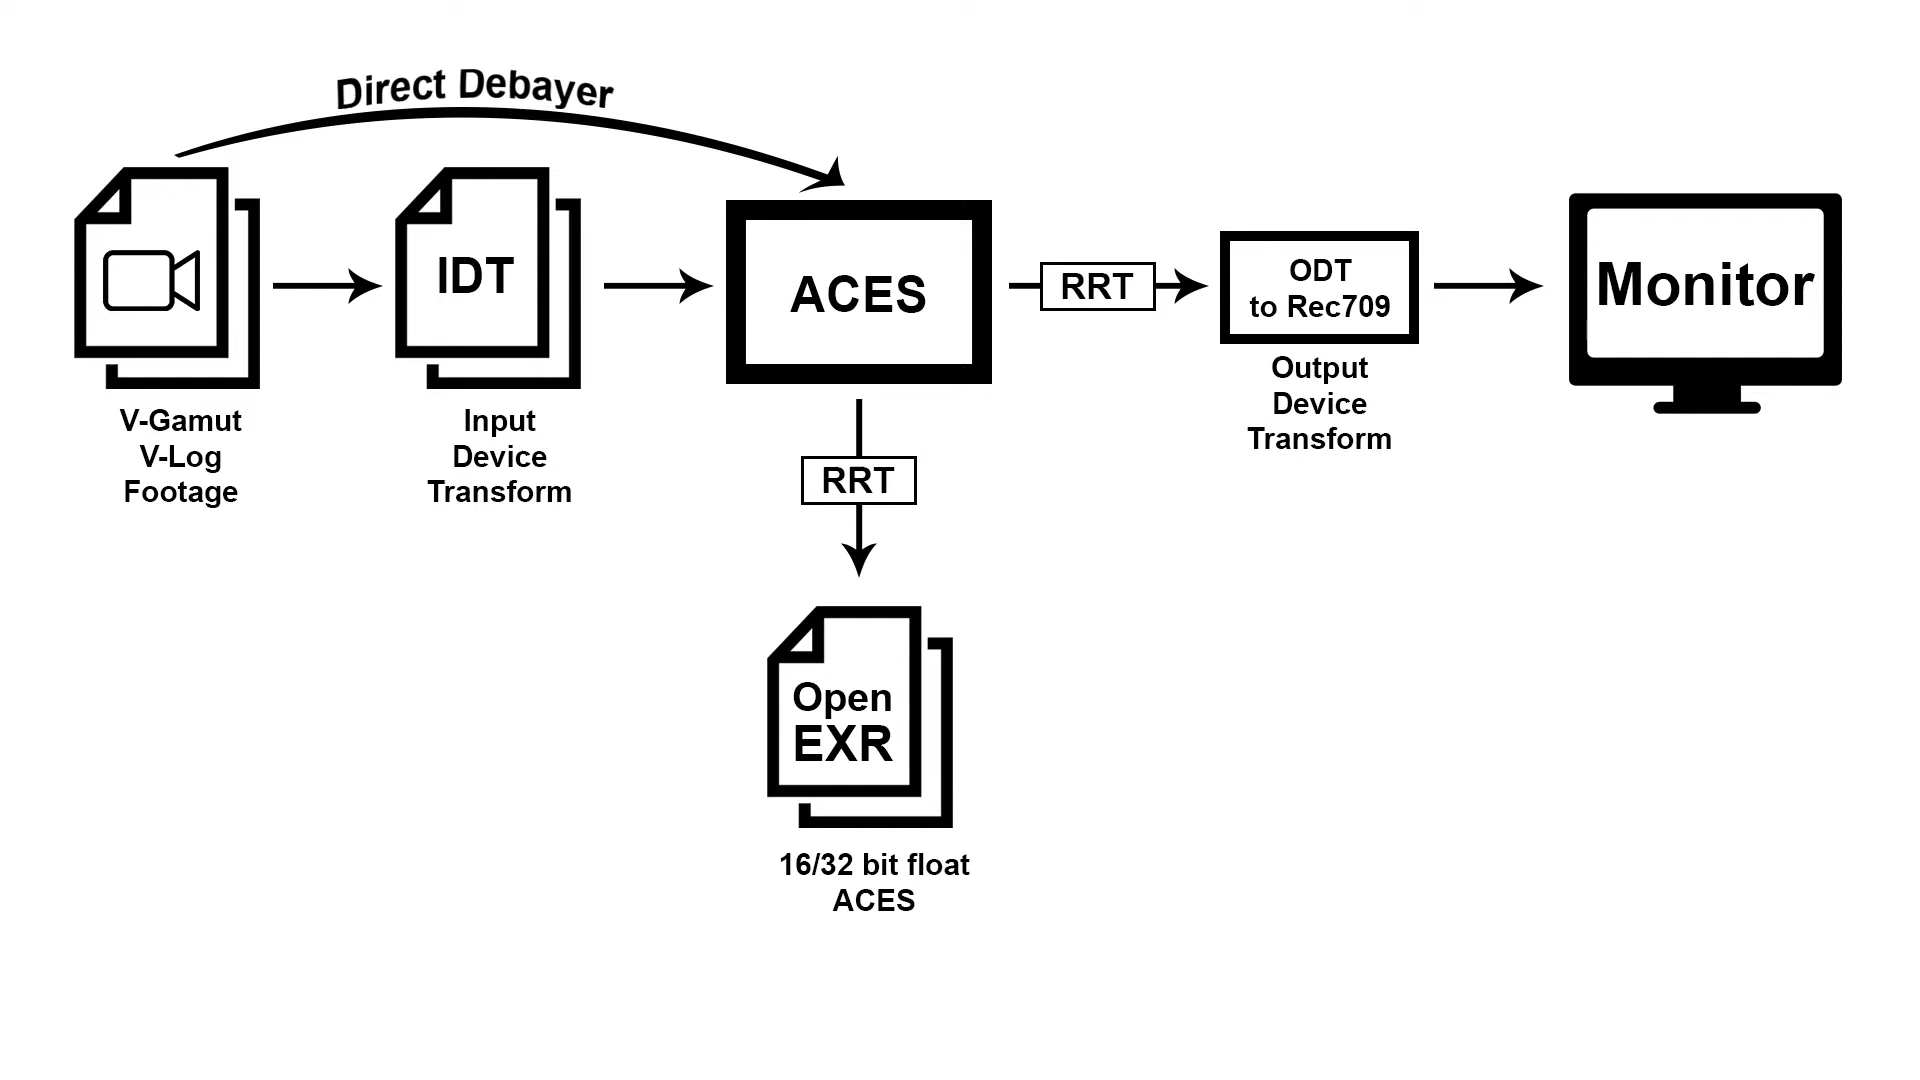 Direct Debayer
V-Gamut
V-Log
Footage
IDT
Input
Device
Transform
ACES
RRT
ODT
to Rec709
Output
Device
Transform
Monitor
RRT
Open
EXR
16/32 bit float
ACES